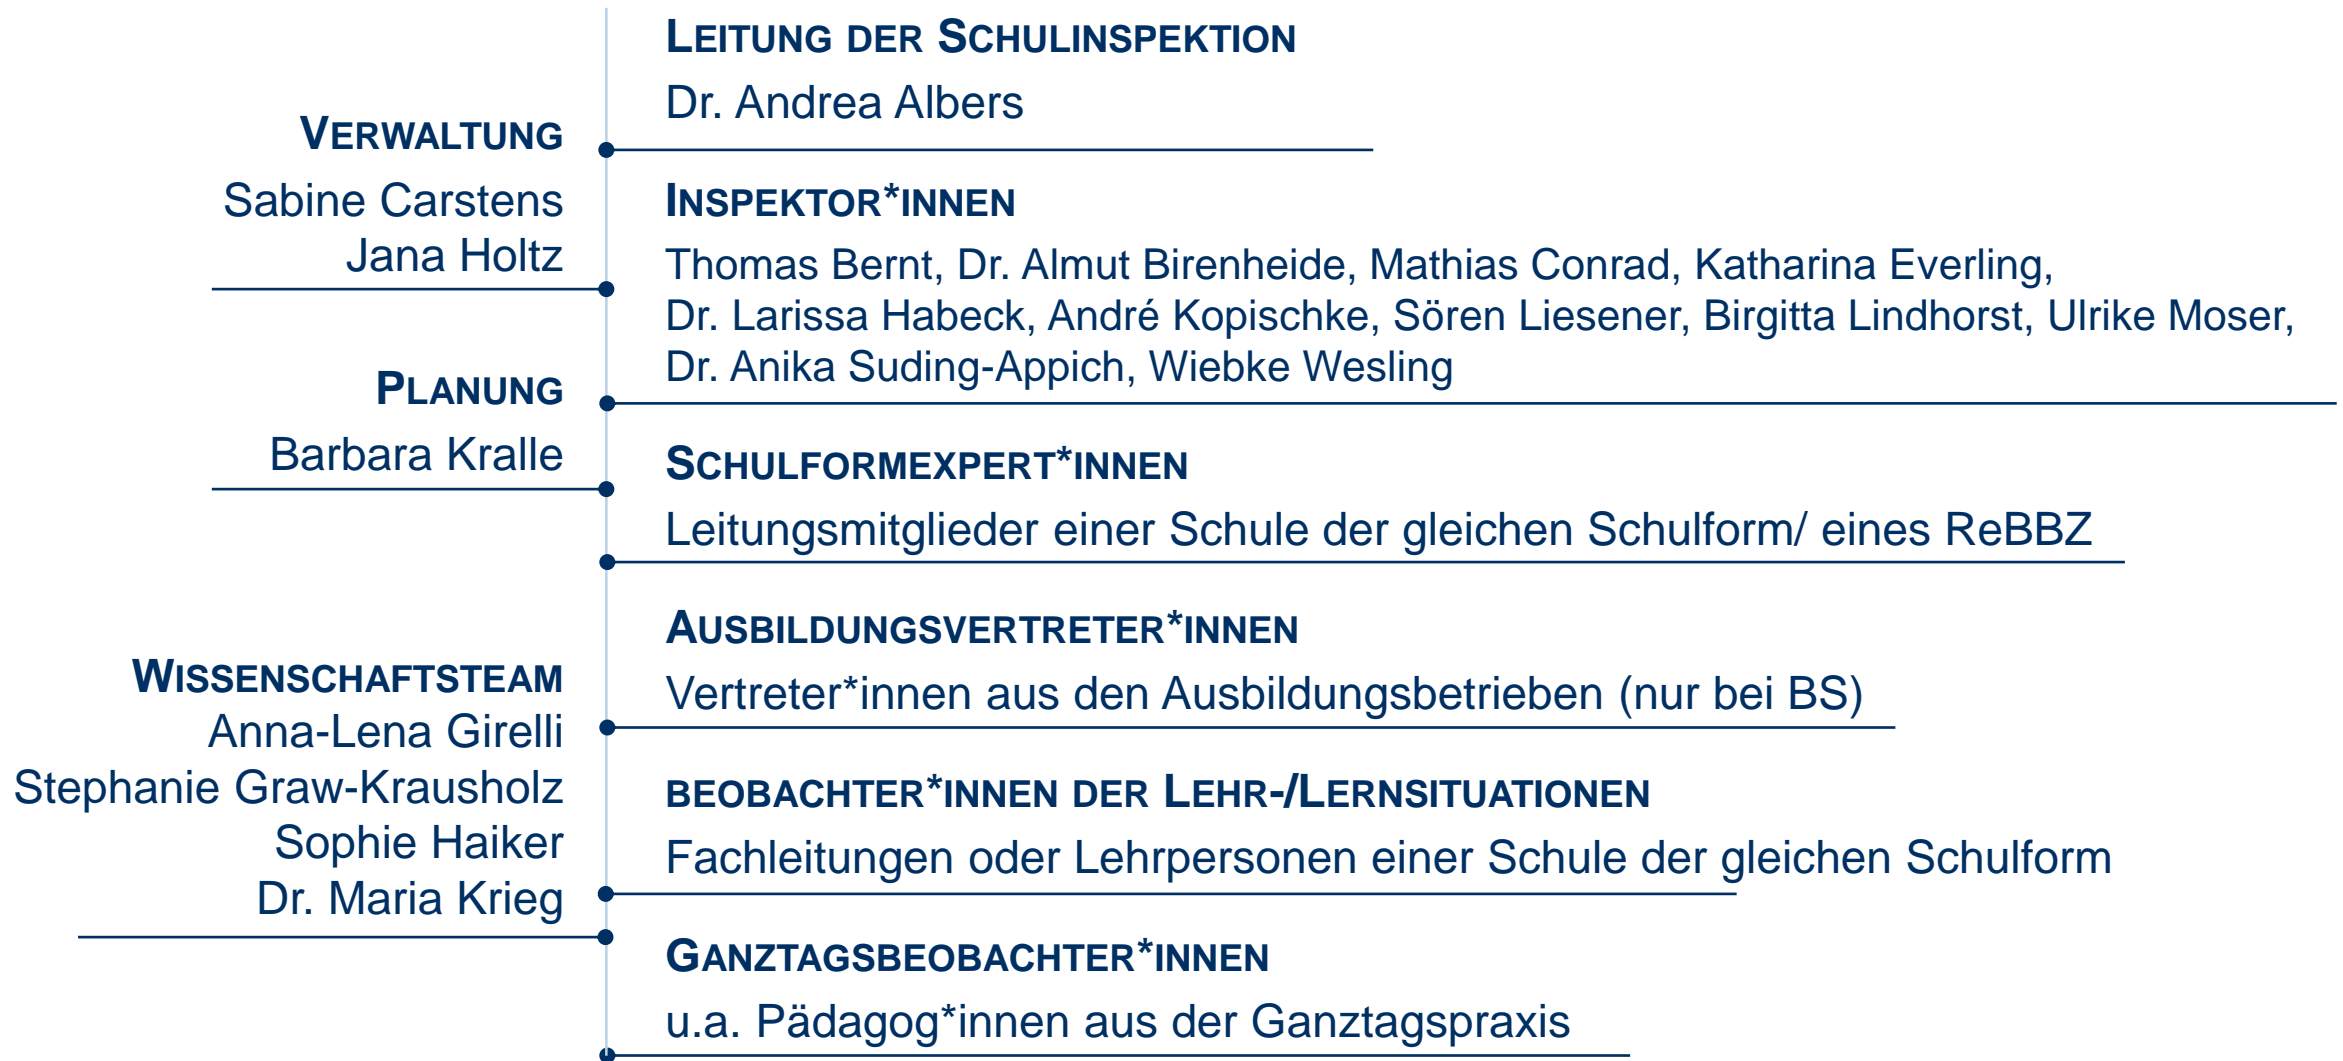 LEITUNG DER SCHULINSPEKTION
Dr. Andrea Albers
VERWALTUNG
Sabine Carstens
Jana Holtz
INSPEKTOR*INNEN
Thomas Bernt, Dr. Almut Birenheide, Mathias Conrad, Katharina Everling,
Dr. Larissa Habeck, André Kopischke, Sören Liesener, Birgitta Lindhorst, Ulrike Moser,
Dr. Anika Suding-Appich, Wiebke Wesling
PLANUNG
Barbara Kralle
SCHULFORMEXPERT*INNEN
Leitungsmitglieder einer Schule der gleichen Schulform/ eines ReBBZ
AUSBILDUNGSVERTRETER*INNEN
Vertreter*innen aus den Ausbildungsbetrieben (nur bei BS)
WISSENSCHAFTSTEAM
Anna-Lena Girelli
Stephanie Graw-Krausholz
Sophie Haiker
Dr. Maria Krieg
BEOBACHTER*INNEN DER LEHR-/LERNSITUATIONEN
Fachleitungen oder Lehrpersonen einer Schule der gleichen Schulform
GANZTAGSBEOBACHTER*INNEN
u.a. Pädagog*innen aus der Ganztagspraxis